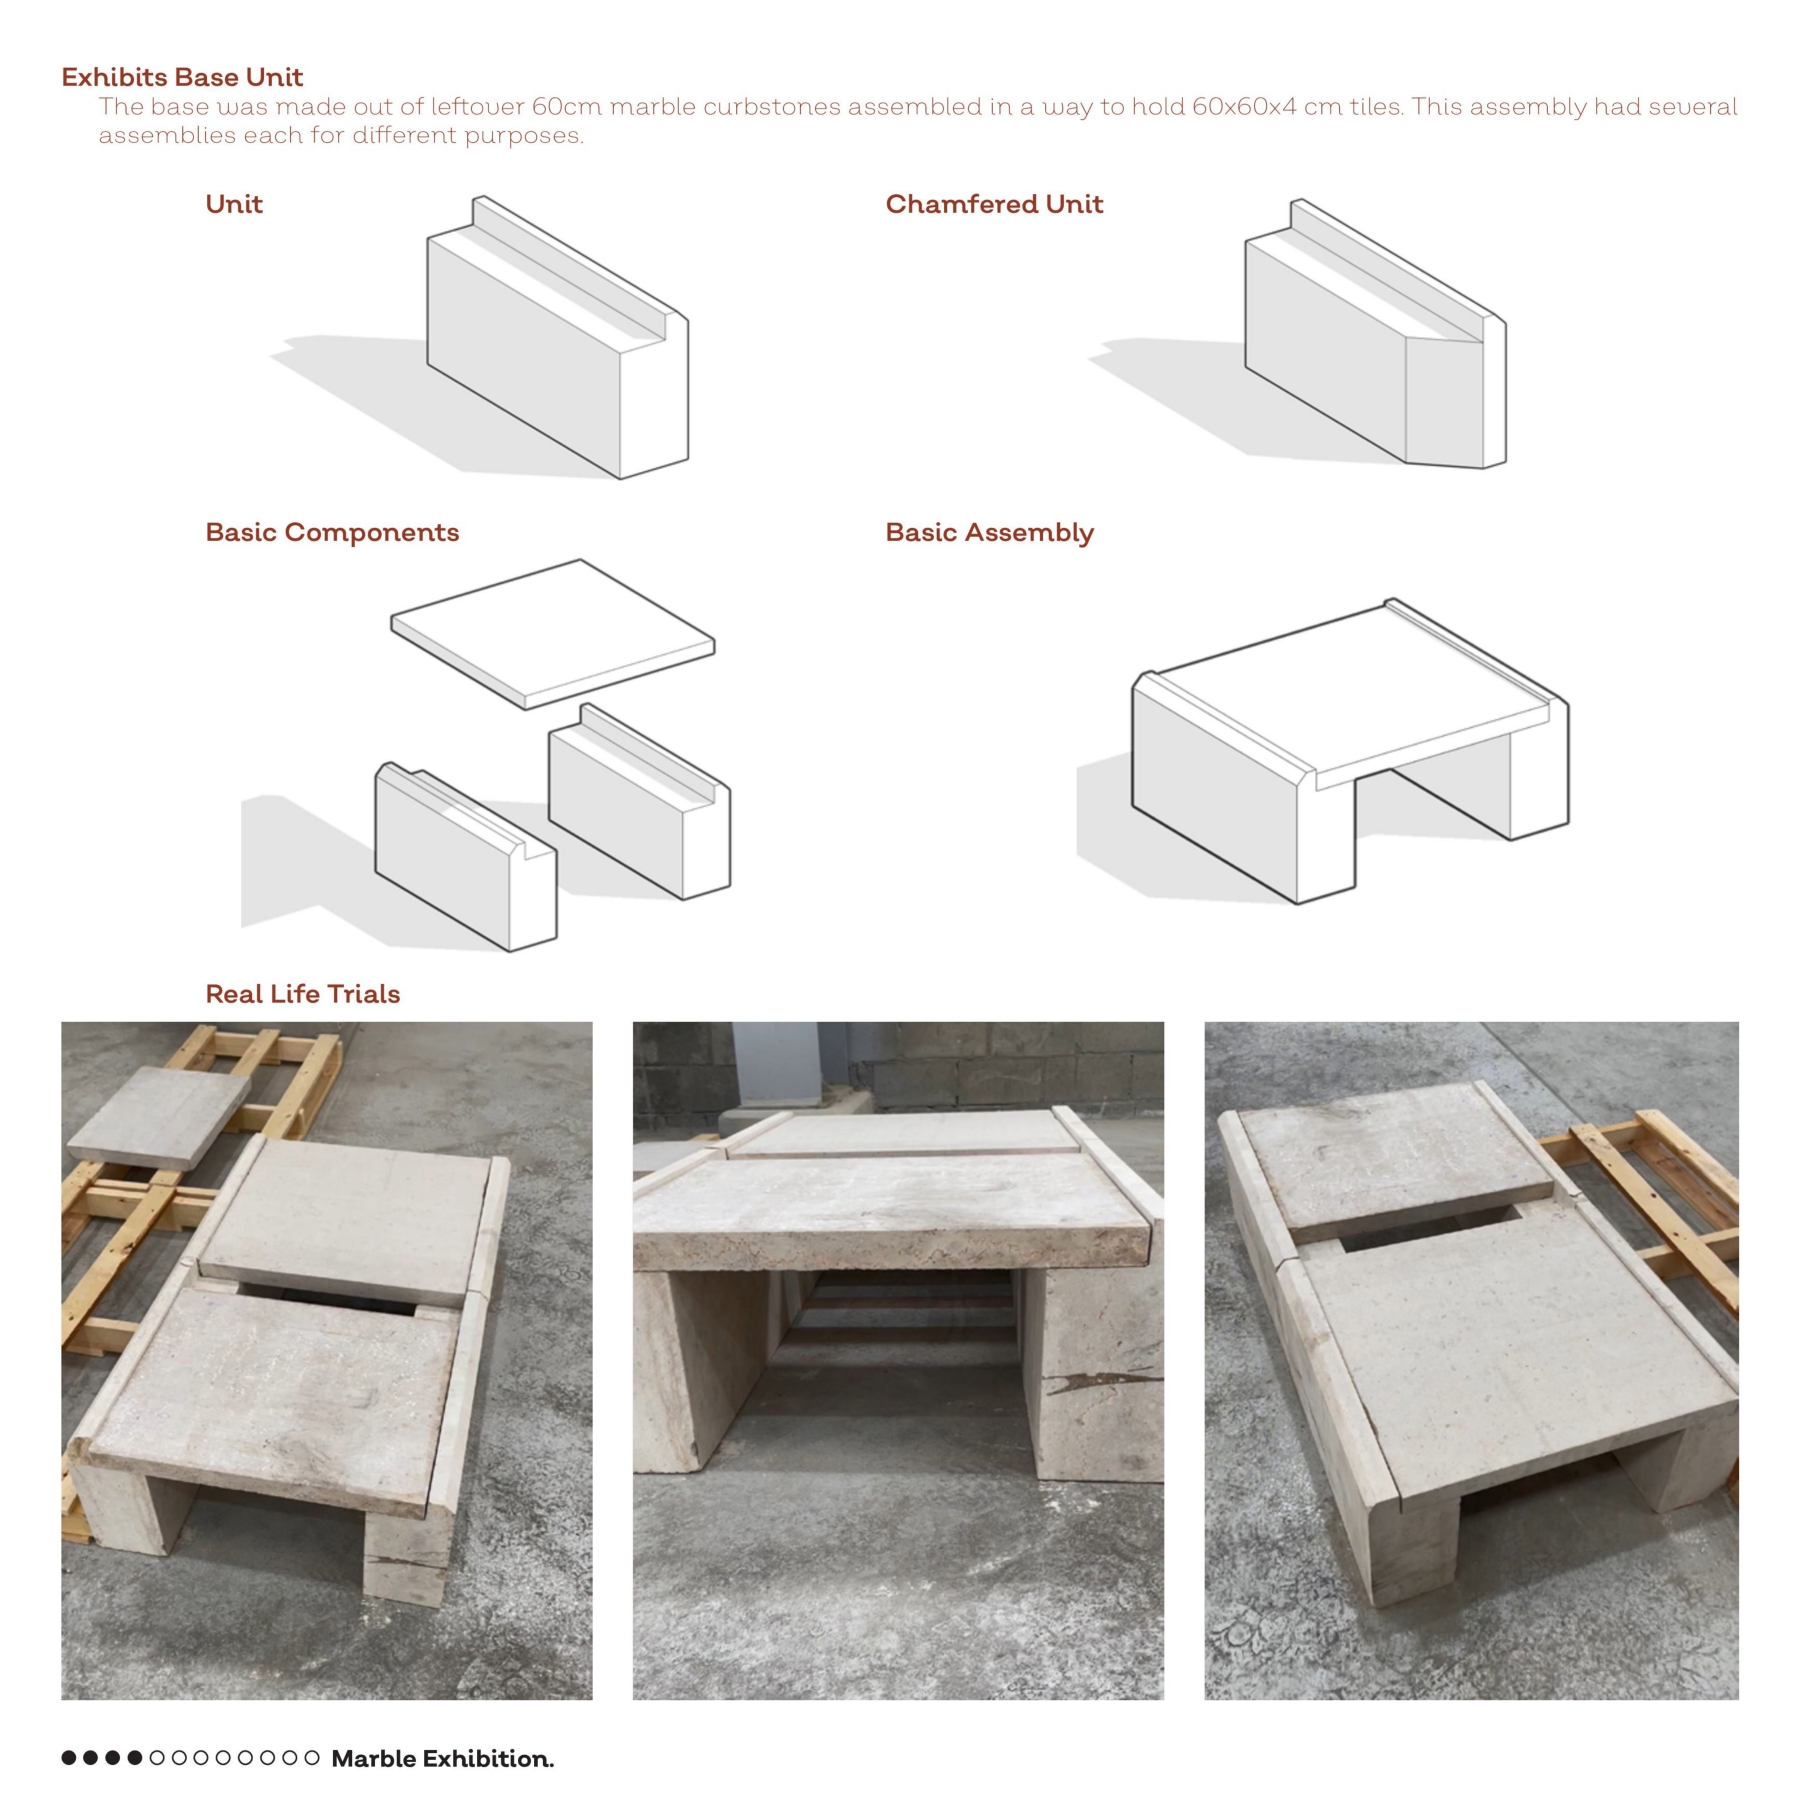 Exhibits Base Unit
The base was made out of leftover 60cm marble curbstones assembled in a way to hold 60x60x4 cm tiles. This assembly had several
assemblies each for different purposes.
Unit
Chamfered Unit
Basic Components
Basic Assembly
Real Life Trials
Marble Exhibition.